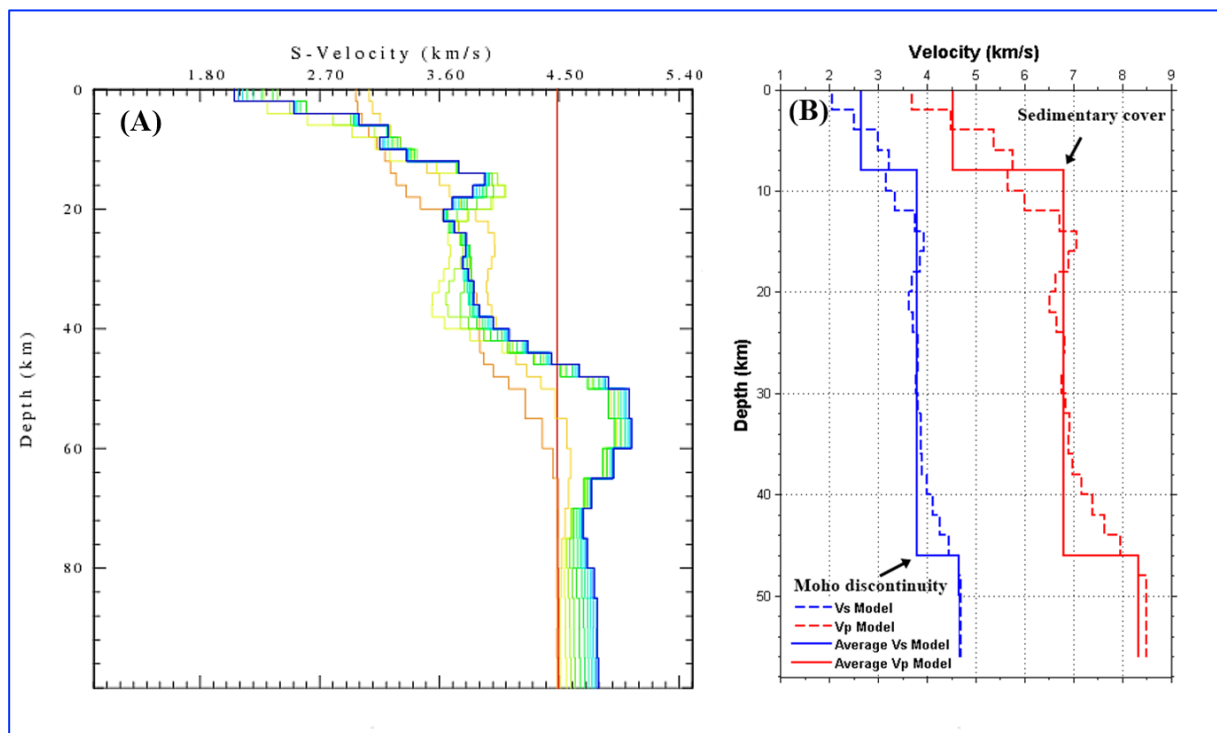 S-Velocity (km/s)
1.80 2.70 3.60 4.50 5.40
0
20
40
60
80
Depth (km)
(A)
Velocity (km/s)
1 2 3 4 5 6 7 8 9
0
10
20
30
40
50
Depth (km)
(B)
Sedimentary cover
Moho discontinuity
Vs Model
Vp Model
Average Vs Model
Average Vp Model